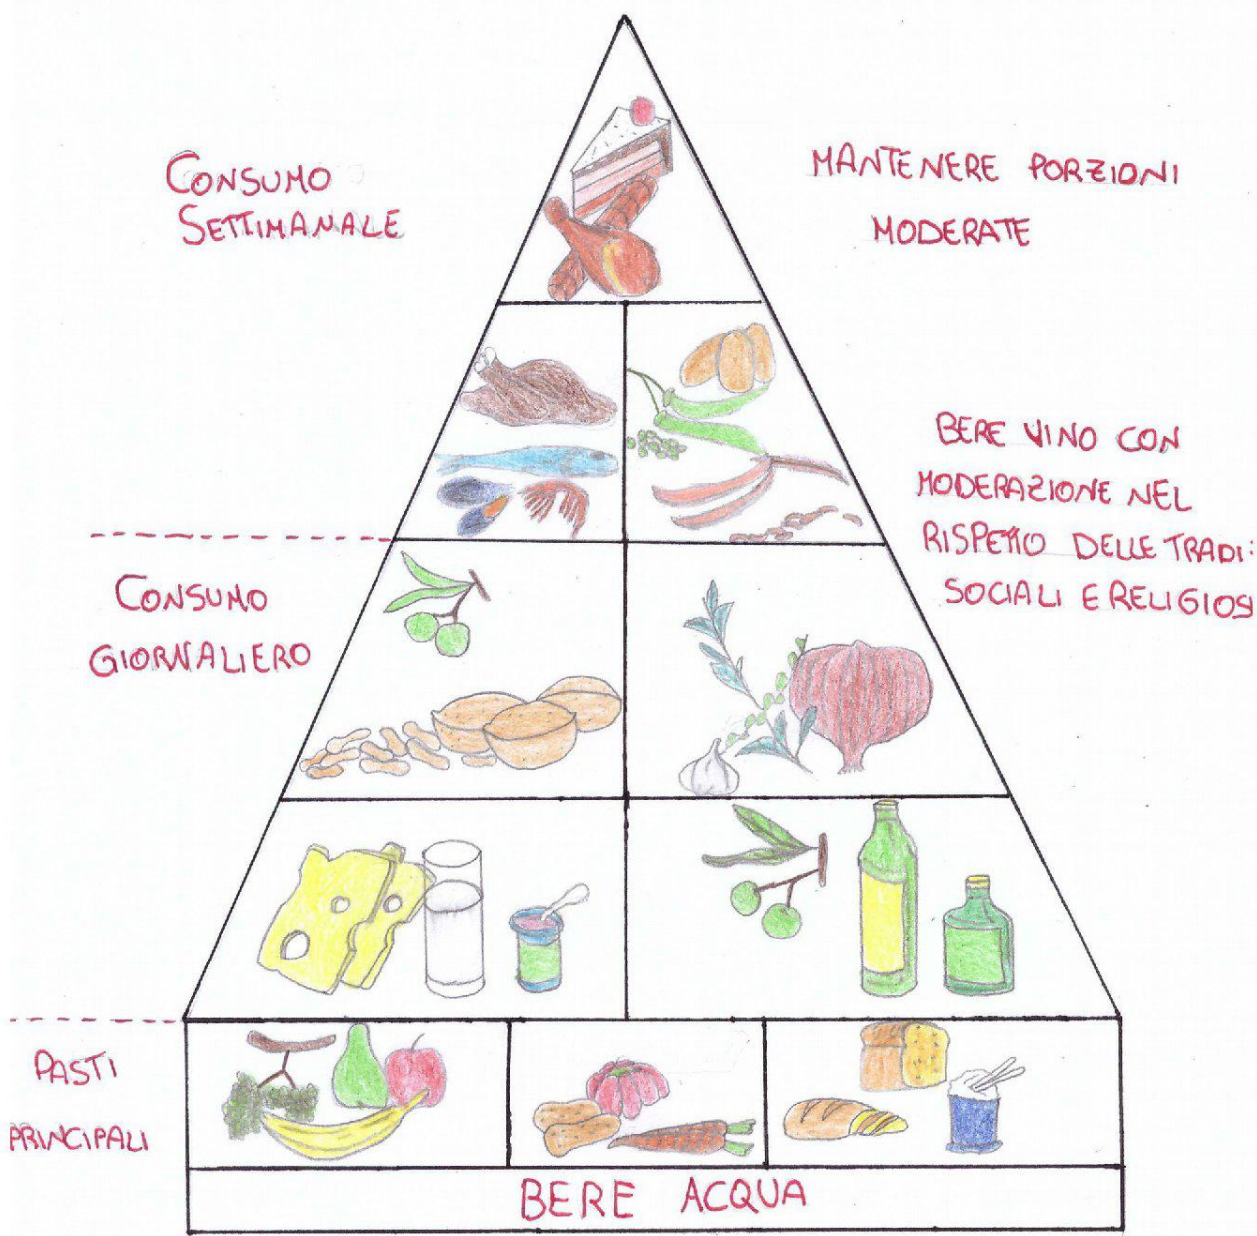 CONSUMO
SETTIMANALE
MANTENERE PORZIONI
MODERATE
BERE VINO CON
MODERAZIONE NEL
RISPETTO DELLE TRADI:
SOCIALI E RELIGIOSI
CONSUMO
GIORNALIERO
PASTI
PRINCIPALI
BERE ACQUA